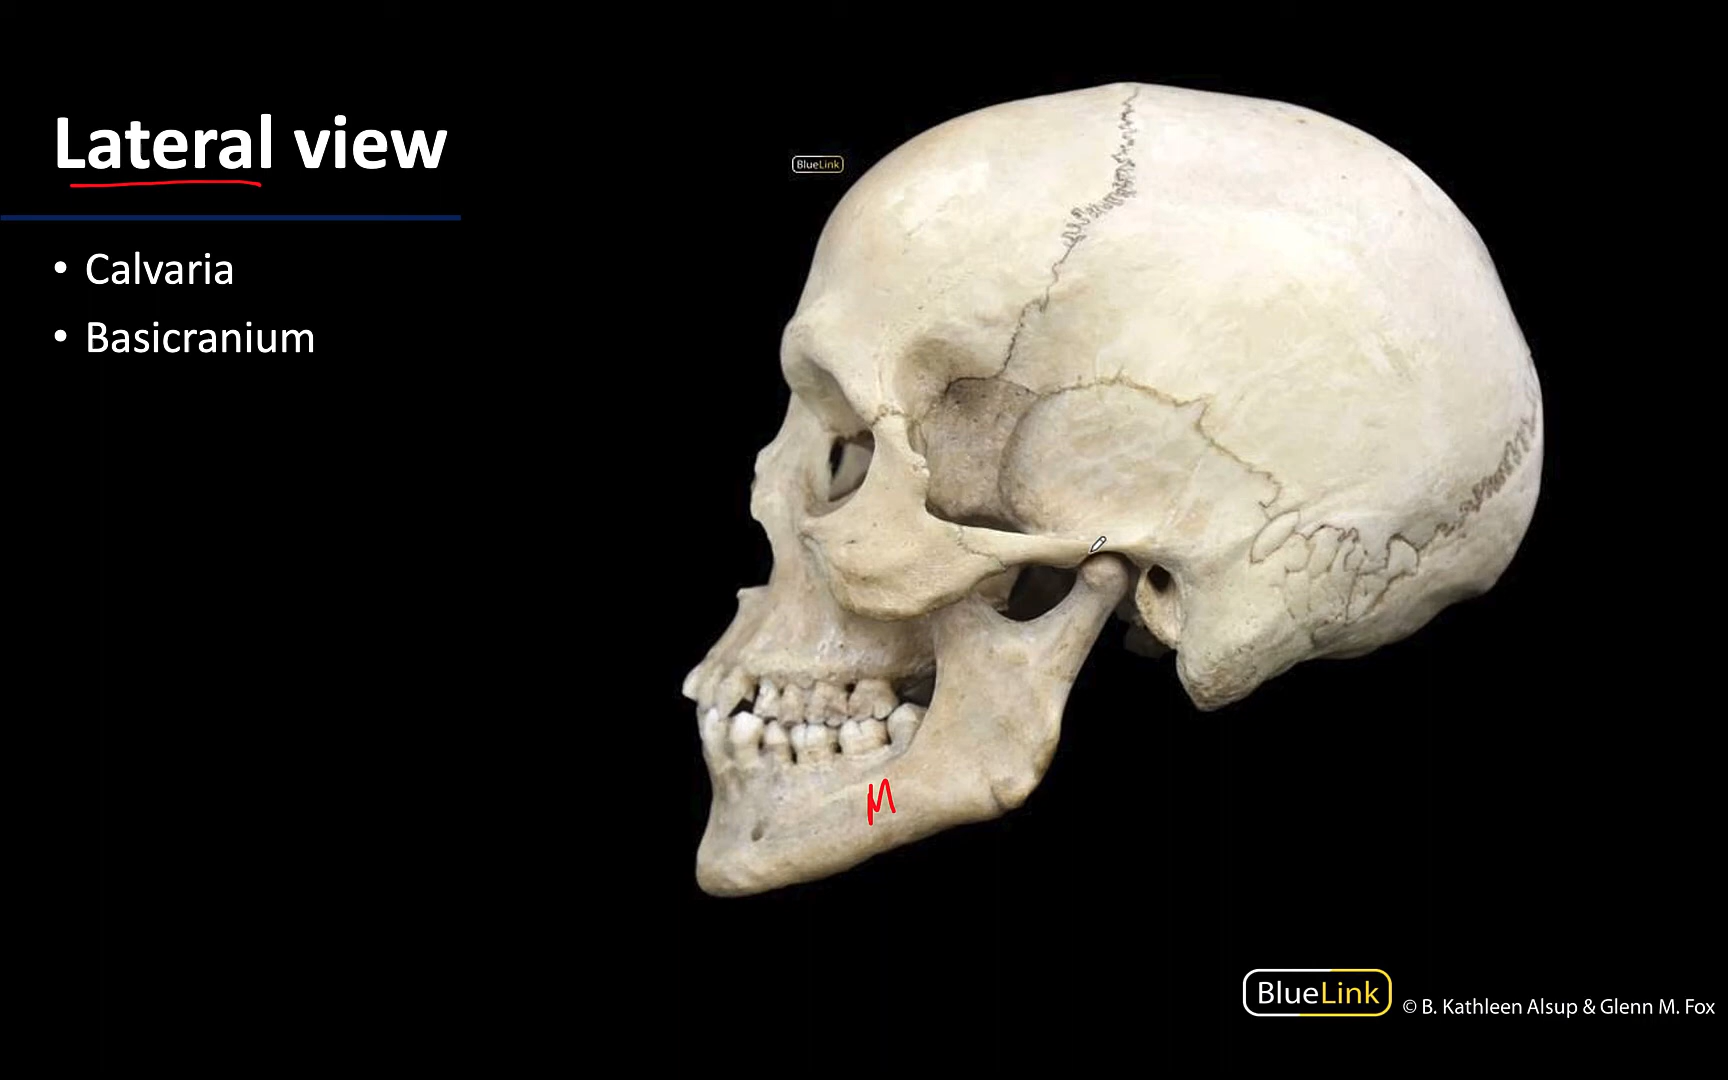 Lateral view
BlueLink
• Calvaria
• Basicranium
M
BlueLink © B. Kathleen Alsup & Glenn M. Fox